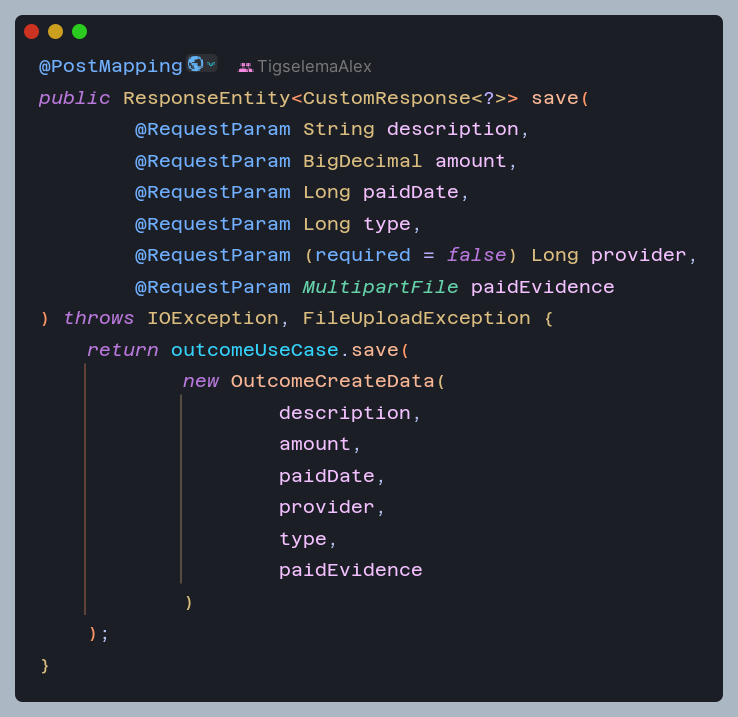 @PostMapping TigselemaAlex
public ResponseEntity<CustomResponse<?>> save(
@RequestParam String description,
@RequestParam BigDecimal amount,
@RequestParam Long paidDate,
@RequestParam Long type,
@RequestParam (required = false) Long provider,
@RequestParam MultipartFile paidEvidence
) throws IOException, FileUploadException {
return outcomeUseCase.save(
new OutcomeCreateData(
description,
amount,
paidDate,
provider,
type,
paidEvidence
)
);
}